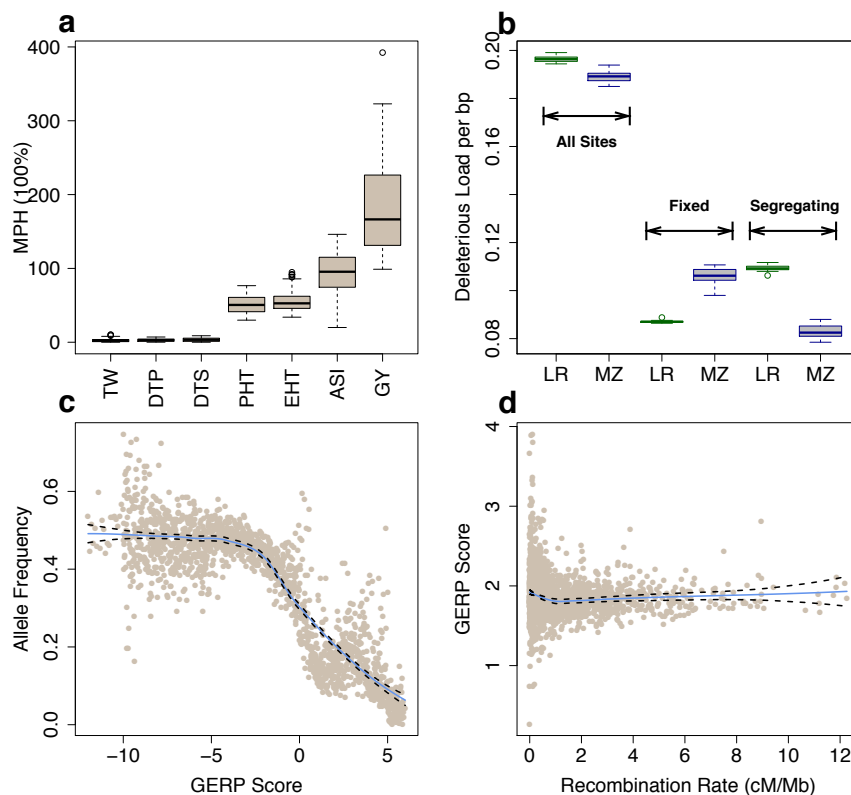 a
MPH (100%)
400
300
200
100
0
TW DTP DTS PHT EHT ASI GY
b
Deleterious Load per bp
0.20
0.16
0.12
0.08
All Sites
Fixed Segregating
LR MZ LR MZ LR MZ
c
Allele Frequency
0.6
0.4
0.2
0.0
−10 −5 0 5
GERP Score
d
GERP Score
4
3
2
1
0 2 4 6 8 10 12
Recombination Rate (cM/Mb)